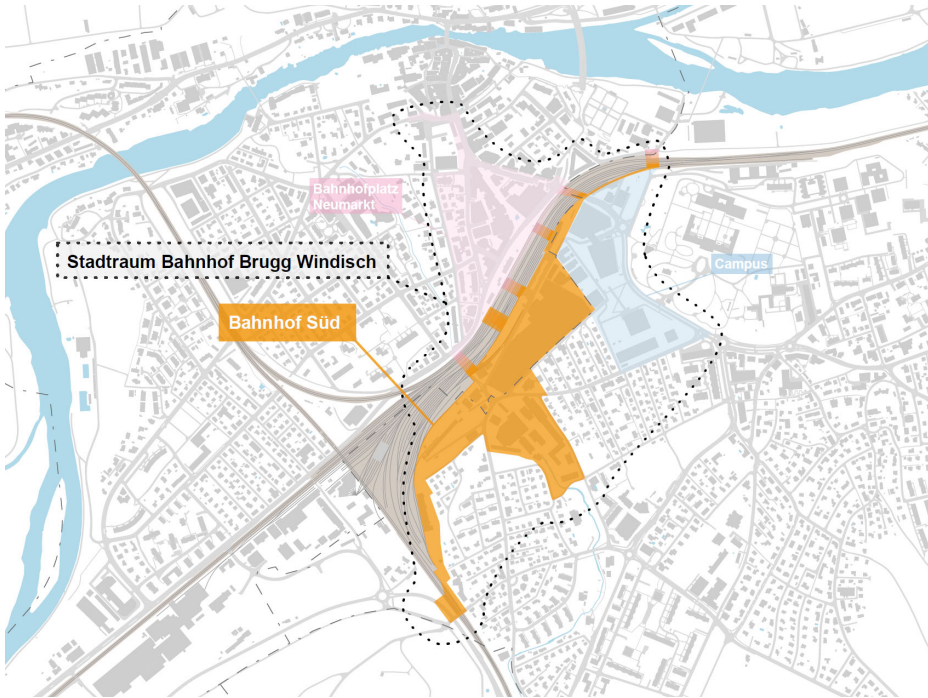 Bahnhofplatz
Neumarkt
Stadtraum Bahnhof Brugg Windisch
Campus
Bahnhof Süd